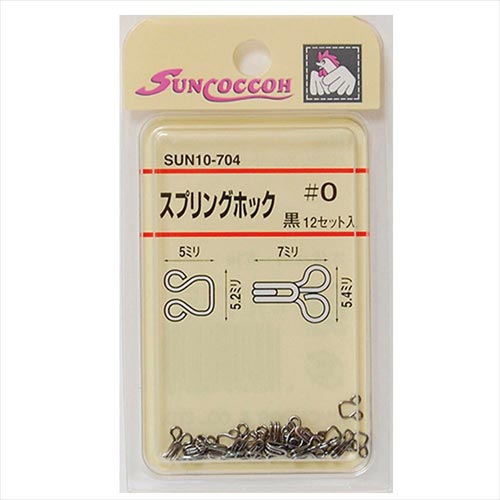 SUNCOCCOH
SUN10-704
スプリングホック
#0
黒 12セット入
5ミリ
7ミリ
5.2ミリ
5.4ミリ